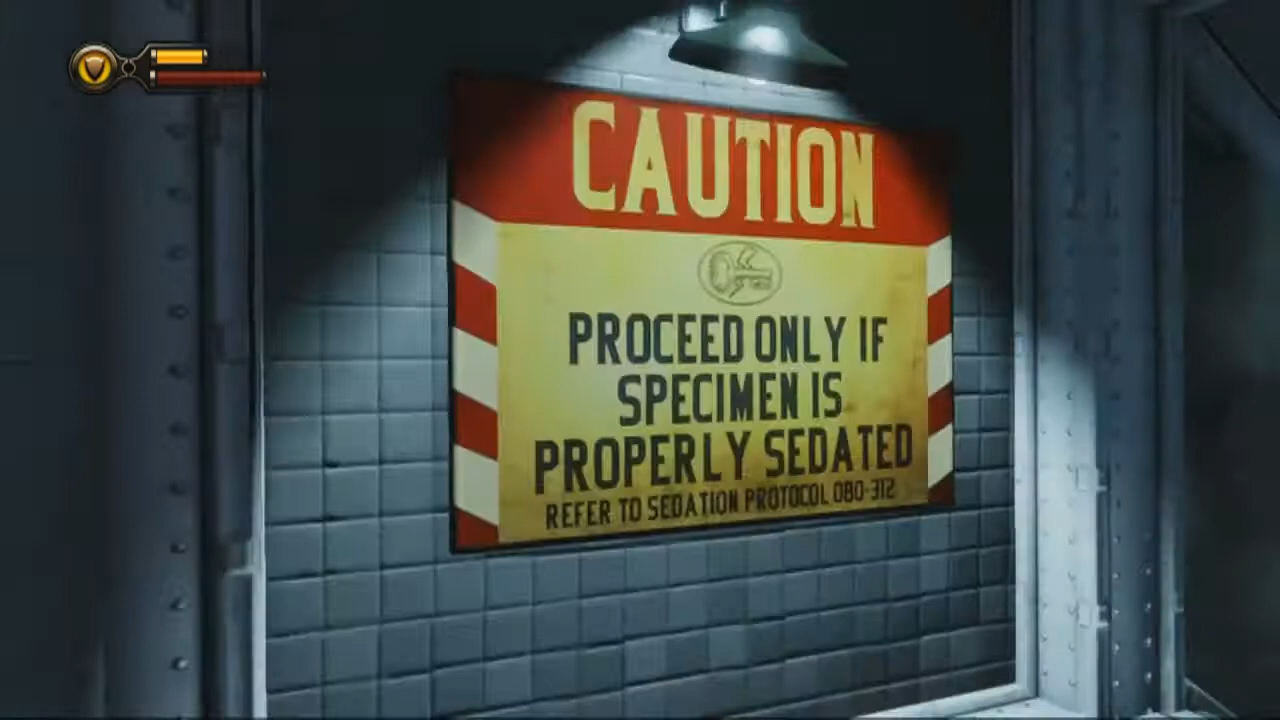 CAUTION
PROCEED ONLY IF
SPECIMEN IS
PROPERLY SEDATED
REFER TO SEDATION PROTOCOL 080-312